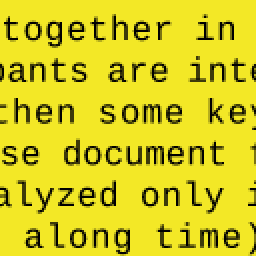 together in
pants are inte
then some key
se document f
alyzed only i
along time)